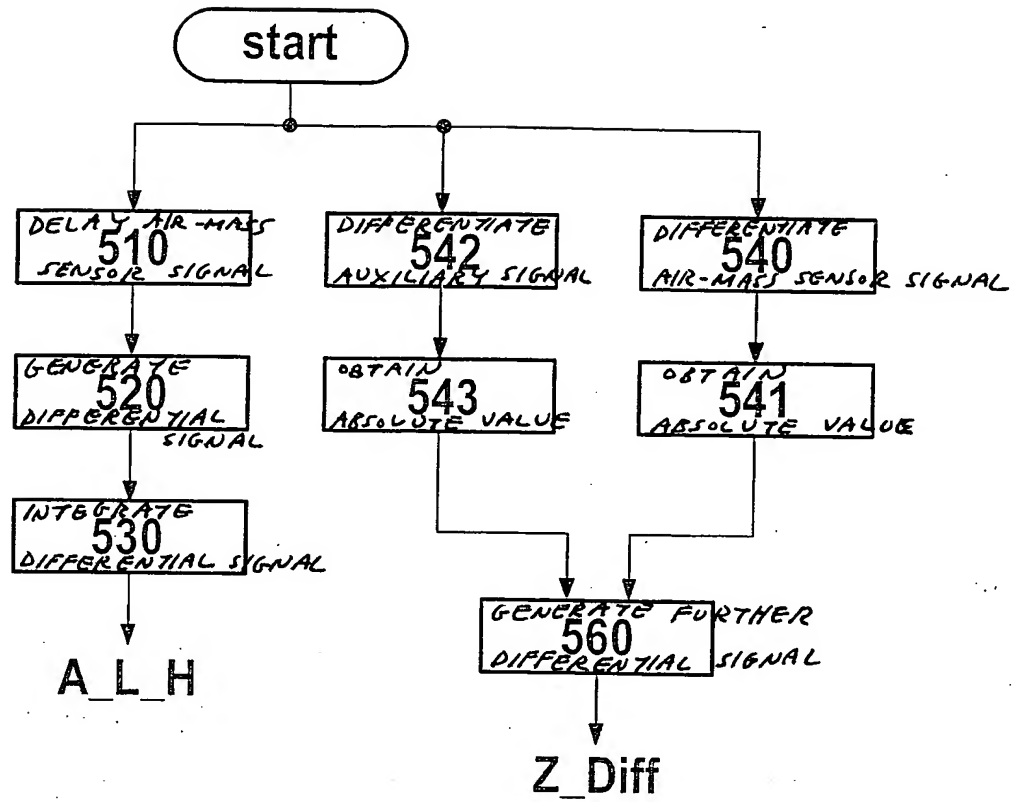 start
DELAY AIR-MASS
510
SENSOR SIGNAL
DIFFERENTIATE
542
AUXILIARY SIGNAL
DIFFERENTIATE
540
AIR-MASS SENSOR SIGNAL
GENERATE
520
DIFFERENTIAL
SIGNAL
OBTAIN
543
ABSOLUTE VALUE
OBTAIN
541
ABSOLUTE VALUE
INTEGRATE
530
DIFFERENTIAL SIGNAL
GENERATE FURTHER
560
DIFFERENTIAL SIGNAL
A_L_H
Z_Diff